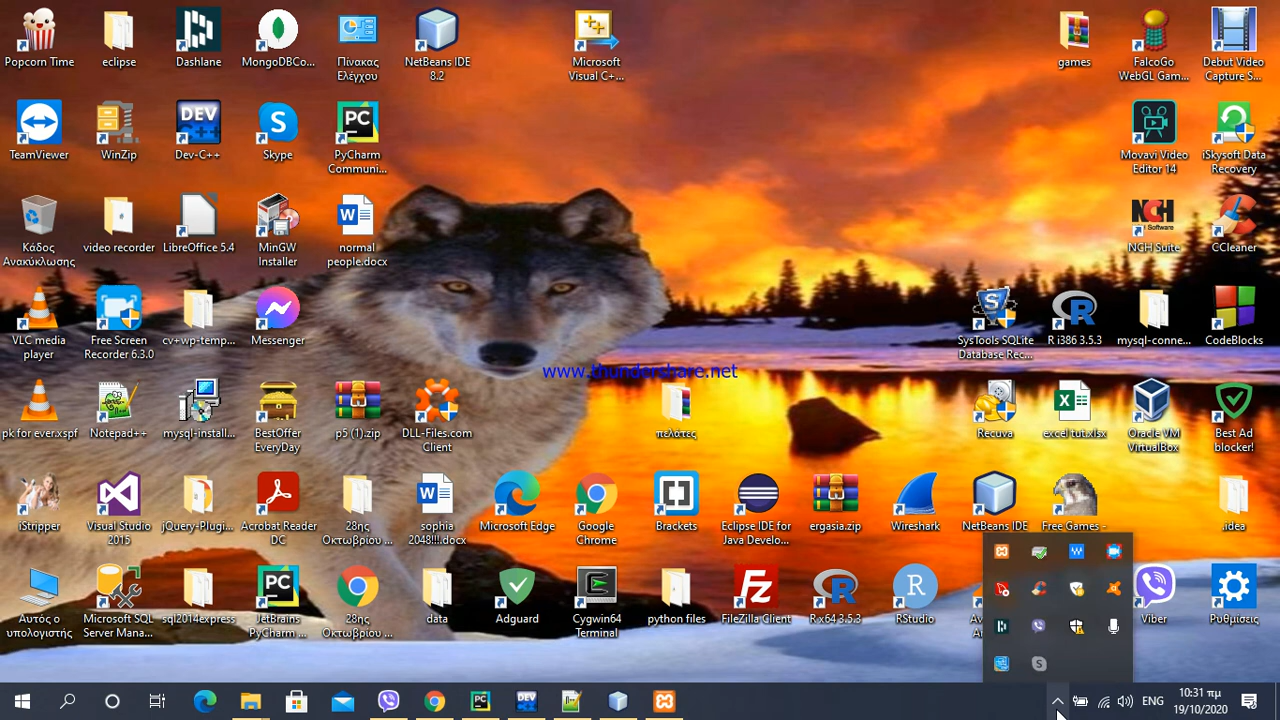 Popcorn Time
eclipse
Dashlane
MongoDBCo...
Πίνακας
Ελέγχου
NetBeans IDE
8.2
Microsoft
Visual C+...
games
FalcoGo
WebGL Gam...
Debut Video
Capture S...
TeamViewer
WinZip
DEV
C++
Dev-C++
Skype
PC
PyCharm
Communi...
Movavi Video
Editor 14
iSkysoft Data
Recovery
Κάδος
Ανακύκλωσης
video recorder
LibreOffice 5.4
MinGW
Installer
normal
people.docx
NCH
Software
NCH Suite
CCleaner
VLC media
player
Free Screen
Recorder 6.3.0
cv+wp-temp...
Messenger
SysTools SQLite
Database Rec...
R i386 3.5.3
mysql-conne...
CodeBlocks
www.thundershare.net
pk for ever.xspf
Notepad++
mysql-install...
BestOffer
EveryDay
p5 (1).zip
DLL-Files.com
Client
πελάτες
Recuva
excel tut.xlsx
Oracle VM
VirtualBox
Best Ad
blocker!
iStripper
Visual Studio
2015
jQuery-Plugi...
Acrobat Reader
DC
28ης
Οκτωβρίου ...
sophia
2048!!!.docx
Microsoft Edge
Google
Chrome
Brackets
Eclipse IDE for
Java Develo...
ergasia.zip
Wireshark
NetBeans IDE
Free Games -
.idea
Αυτός ο
υπολογιστής
Microsoft SQL
Server Mana...
sql2014express
PC
JetBrains
PyCharm ...
28ης
Οκτωβρίου ...
data
Adguard
Cygwin64
Terminal
python files
FileZilla Client
R x64 3.5.3
RStudio
Viber
Ρυθμίσεις
ENG
10:31 πμ
19/10/2020